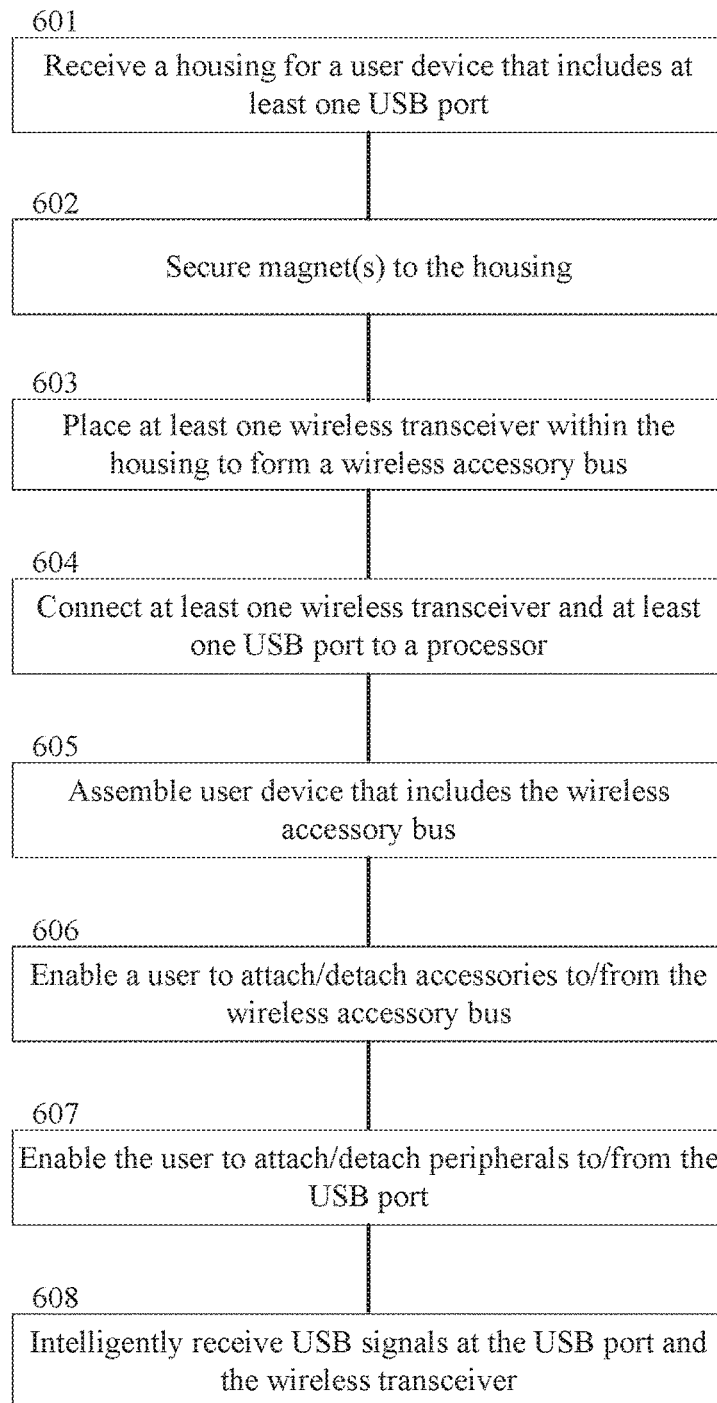 601
Receive a housing for a user device that includes at
least one USB port
602
Secure magnet(s) to the housing
603
Place at least one wireless transceiver within the
housing to form a wireless accessory bus
604
Connect at least one wireless transceiver and at least
one USB port to a processor
605
Assemble user device that includes the wireless
accessory bus
606
Enable a user to attach/detach accessories to/from the
wireless accessory bus
607
Enable the user to attach/detach peripherals to/from the
USB port
608
Intelligently receive USB signals at the USB port and
the wireless transceiver